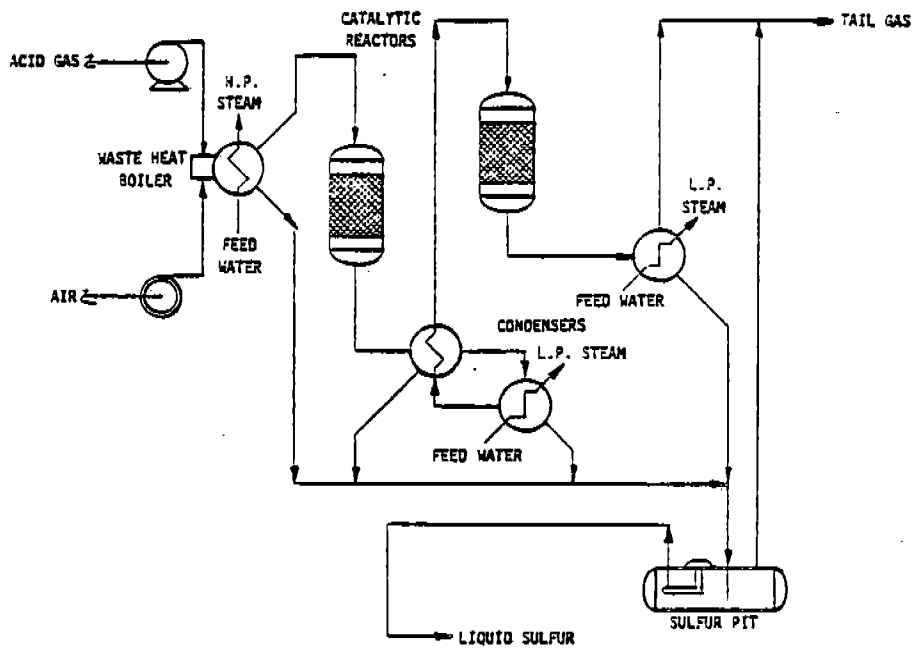 CATALYTIC
REACTORS
TAIL GAS
ACID GAS
H.P.
STEAM
WASTE HEAT
BOILER
L.P.
STEAM
FEED
WATER
AIR
FEED WATER
CONDENSERS
L.P. STEAM
FEED WATER
SULFUR PIT
LIQUID SULFUR